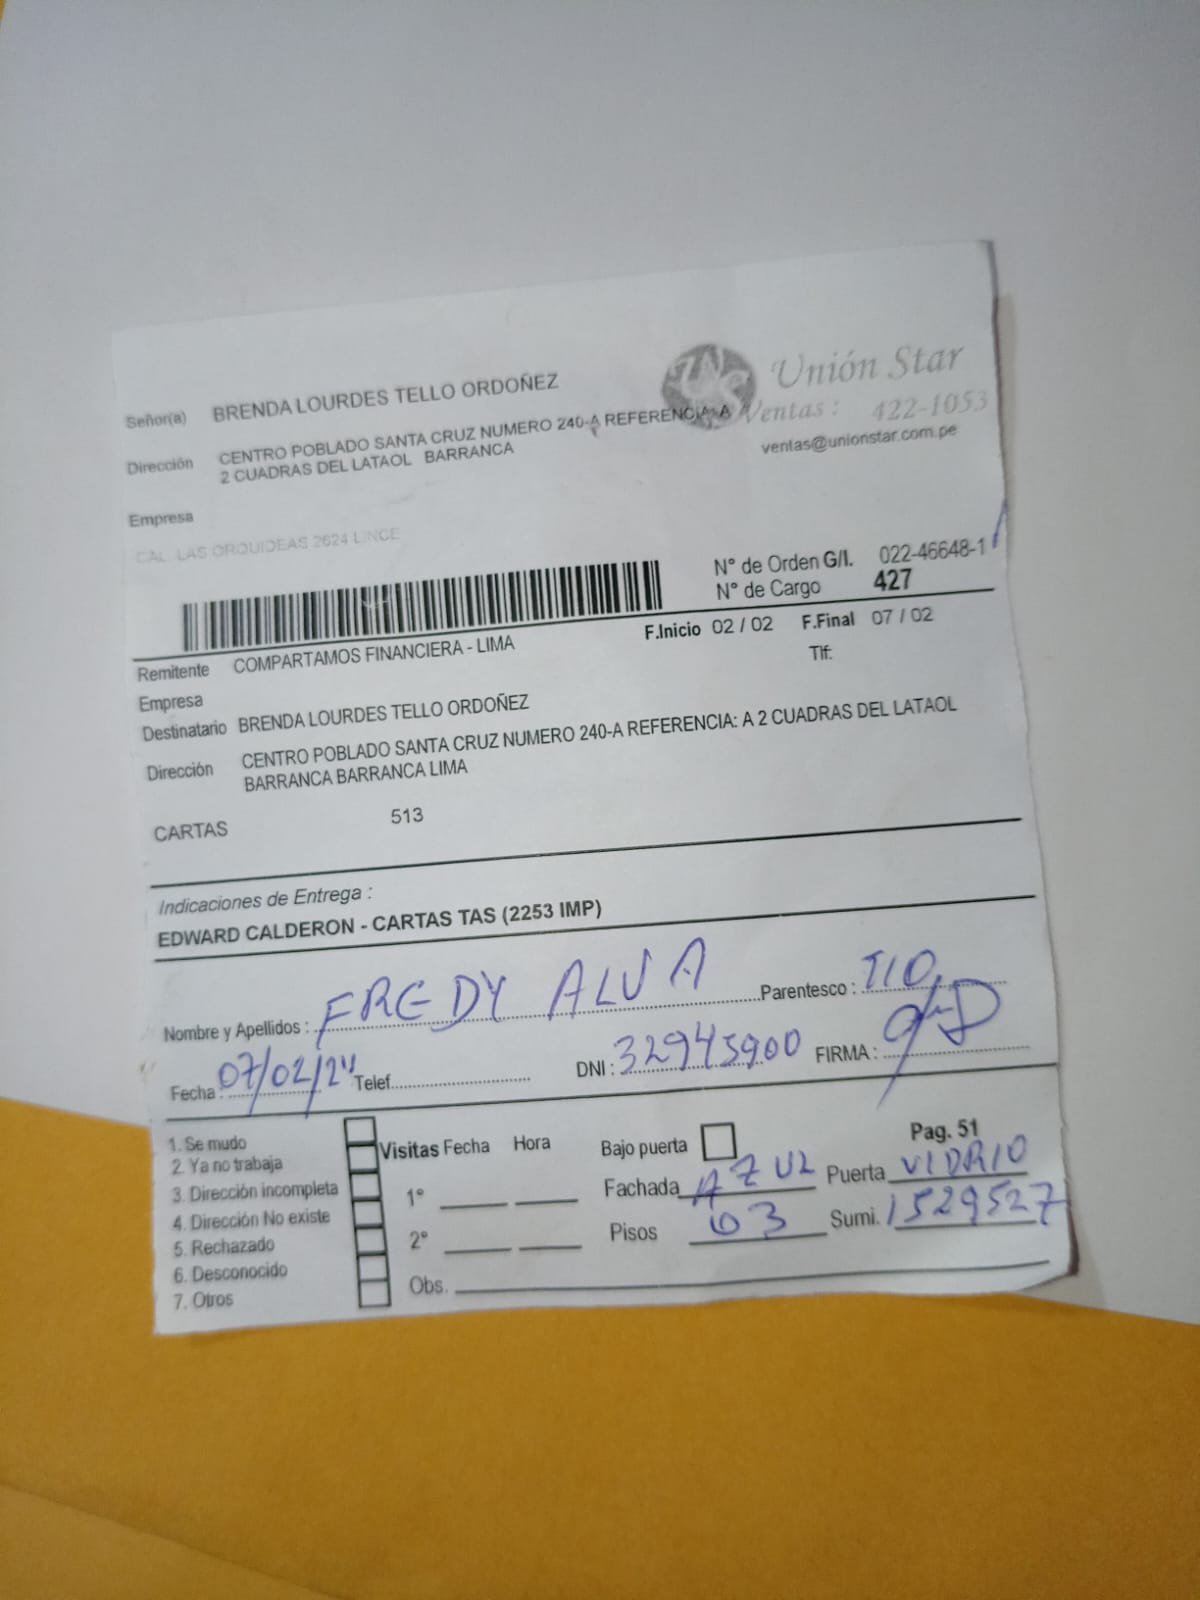 Unión Star
Ventas: 422-1053
ventas@unionstar.com.pe
Señor(a) BRENDA LOURDES TELLO ORDOÑEZ
Dirección CENTRO POBLADO SANTA CRUZ NUMERO 240-A REFERENCIA: A
2 CUADRAS DEL LATAOL BARRANCA
Empresa
CAL. LAS ORQUIDEAS 2624 LINCE
N° de Orden G/I. 022-46648-1
N° de Cargo 427
F.Inicio 02 / 02 F.Final 07 / 02
Remitente COMPARTAMOS FINANCIERA - LIMA
Tlf:
Empresa
Destinatario BRENDA LOURDES TELLO ORDOÑEZ
Dirección CENTRO POBLADO SANTA CRUZ NUMERO 240-A REFERENCIA: A 2 CUADRAS DEL LATAOL
BARRANCA BARRANCA LIMA
CARTAS 513
Indicaciones de Entrega :
EDWARD CALDERON - CARTAS TAS (2253 IMP)
Nombre y Apellidos : FREDY ALVA Parentesco : TIO
Fecha : 07/02/24 Telef. DNI : 32945900 FIRMA :
1. Se mudo
2. Ya no trabaja
3. Dirección incompleta
4. Dirección No existe
5. Rechazado
6. Desconocido
7. Otros
Visitas Fecha Hora
1°
2°
Obs.
Bajo puerta
Pag. 51
Fachada AZUL Puerta VIDRIO
Pisos 03 Sumi. 1529527